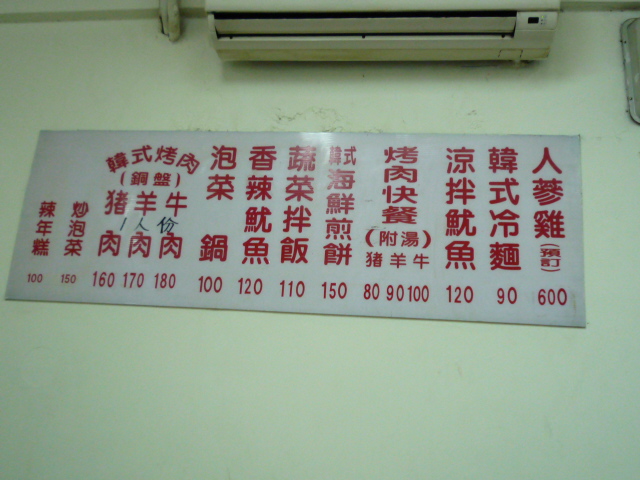 人蔘雞(預訂) 600
韓式冷麵 90
涼拌魷魚 120
烤肉快餐(附湯) 豬羊牛 80 90 100
韓式海鮮煎餅 150
蔬菜拌飯 110
香辣魷魚 120
泡菜鍋 100
韓式烤肉
(銅盤)
豬肉 羊肉 牛肉
1人份
160 170 180
炒泡菜 150
辣年糕 100